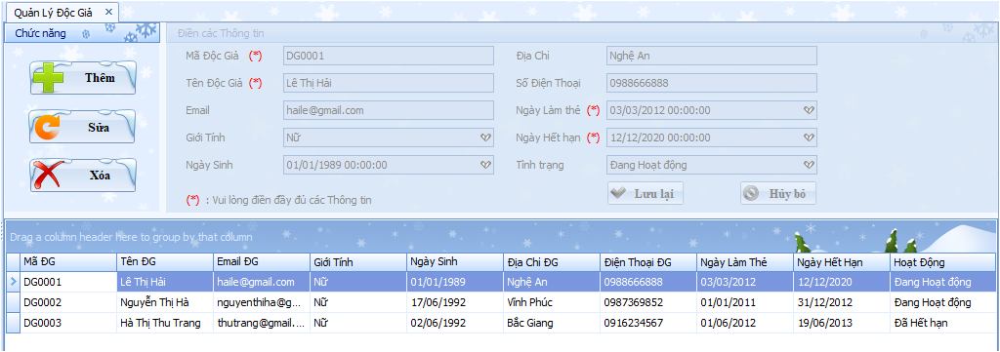 Quản Lý Độc Giả ×
Chức năng
Thêm
Sửa
Xóa
Điền các Thông tin
Mã Độc Giả (*) DG0001 Địa Chỉ Nghệ An
Tên Độc Giả (*) Lê Thị Hải Số Điện Thoại 0988666888
Email haile@gmail.com Ngày Làm thẻ (*) 03/03/2012 00:00:00
Giới Tính Nữ Ngày Hết hạn (*) 12/12/2020 00:00:00
Ngày Sinh 01/01/1989 00:00:00 Tình trạng Đang Hoạt động
(*) : Vui lòng điền đầy đủ các Thông tin Lưu lại Hủy bỏ
Drag a column header here to group by that column
Mã ĐG Tên ĐG Email ĐG Giới Tính Ngày Sinh Địa Chỉ ĐG Điện Thoại ĐG Ngày Làm Thẻ Ngày Hết Hạn Hoạt Động
DG0001 Lê Thị Hải haile@gmail.com Nữ 01/01/1989 Nghệ An 0988666888 03/03/2012 12/12/2020 Đang Hoạt động
DG0002 Nguyễn Thị Hà nguyenthiha@g... Nữ 17/06/1992 Vĩnh Phúc 0987369852 01/01/2011 31/12/2012 Đang Hoạt động
DG0003 Hà Thị Thu Trang thutrang@gmail.... Nữ 02/06/1992 Bắc Giang 0916234567 01/06/2012 19/06/2013 Đã Hết hạn